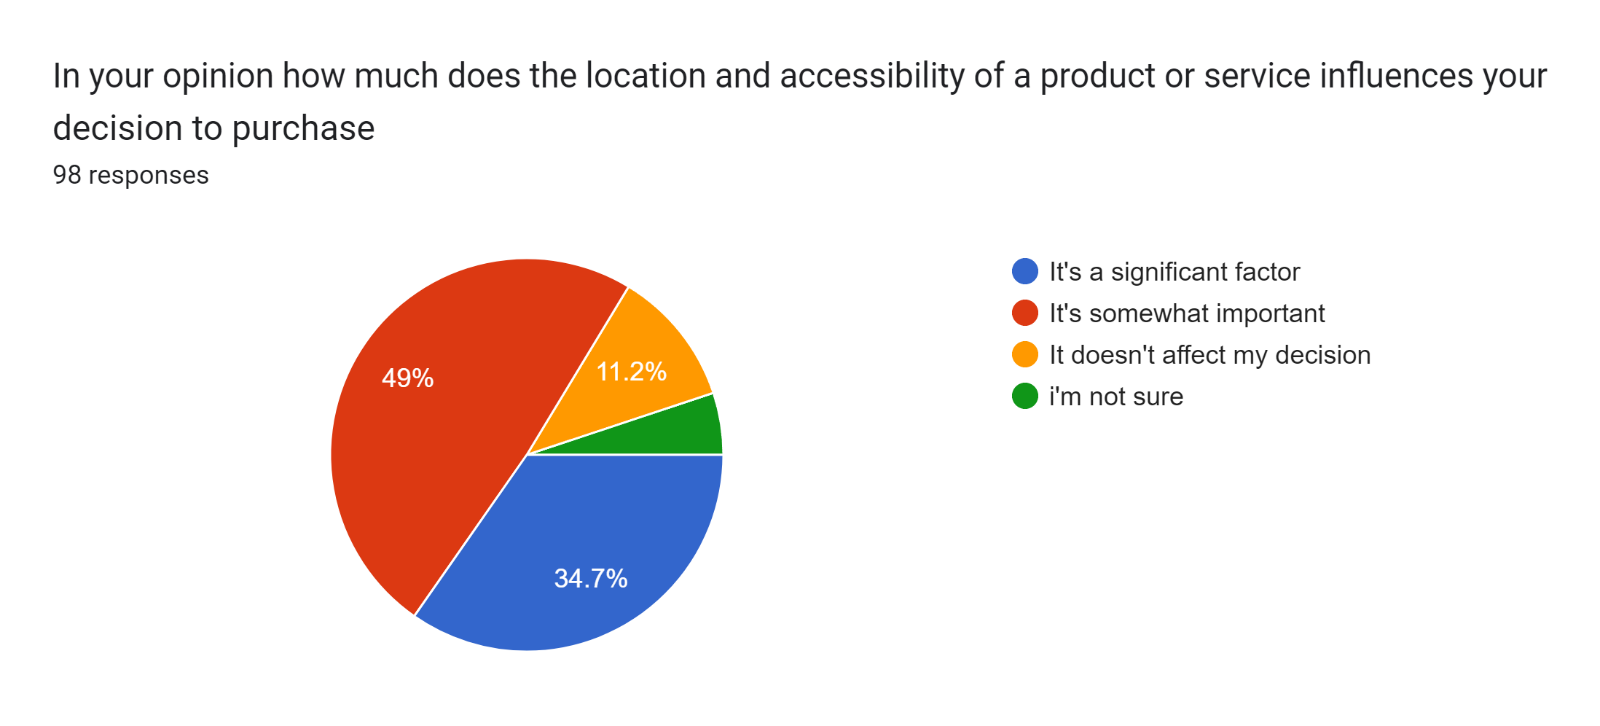 In your opinion how much does the location and accessibility of a product or service influences your
decision to purchase
98 responses
49%
11.2%
34.7%
It's a significant factor
It's somewhat important
It doesn't affect my decision
i'm not sure